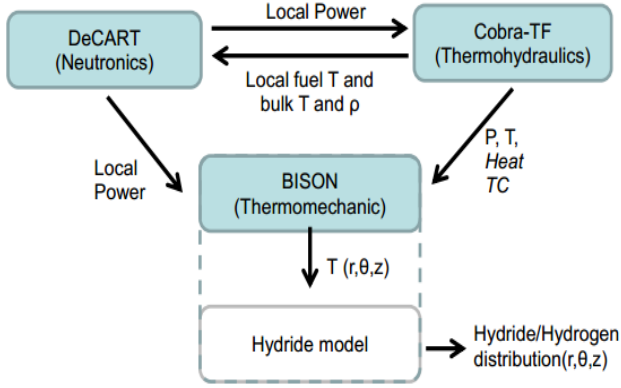 Local Power
DeCART
(Neutronics)
Cobra-TF
(Thermohydraulics)
Local fuel T and
bulk T and ρ
Local
Power
P, T,
Heat
TC
BISON
(Thermomechanic)
T (r,θ,z)
Hydride model
Hydride/Hydrogen
distribution(r,θ,z)